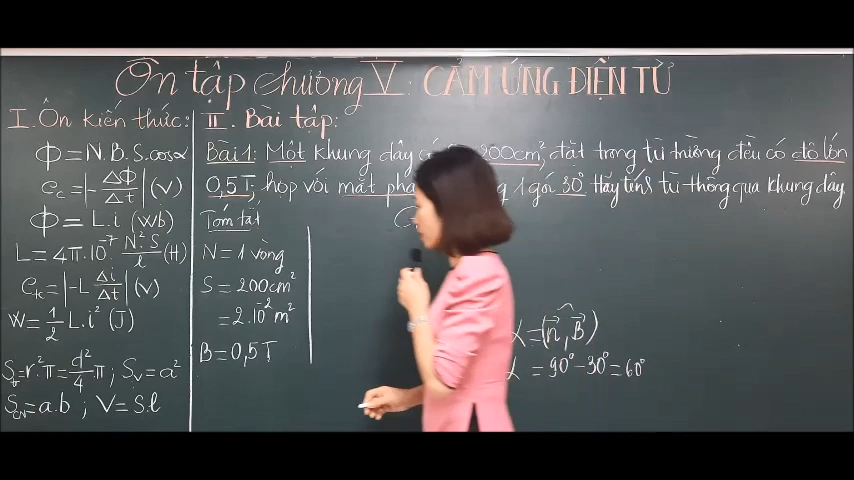 Ôn tập chương V: CẢM ỨNG ĐIỆN TỪ
I. Ôn kiến thức:
Φ = N.B.S.cosα
e_c = |-ΔΦ/Δt| (V)
Φ = L.i (Wb)
L = 4π.10⁻⁷ N².S/l (H)
e_tc = |-L Δi/Δt| (V)
W = 1/2 L.i² (J)
S_tr = r².π = d²/4.π ; S_V = a²
S_CN = a.b ; V = S.l
II. Bài tập:
Bài 1: Một khung dây có 200cm², đặt trong từ trường đều có độ lớn
0,5T, hợp với mặt phẳng 1 góc 30° Hãy tính từ thông qua khung dây
Tóm tắt
N = 1 vòng
S = 200cm²
= 2.10⁻² m²
B = 0,5T
α = (n, B)
α = 90° - 30° = 60°